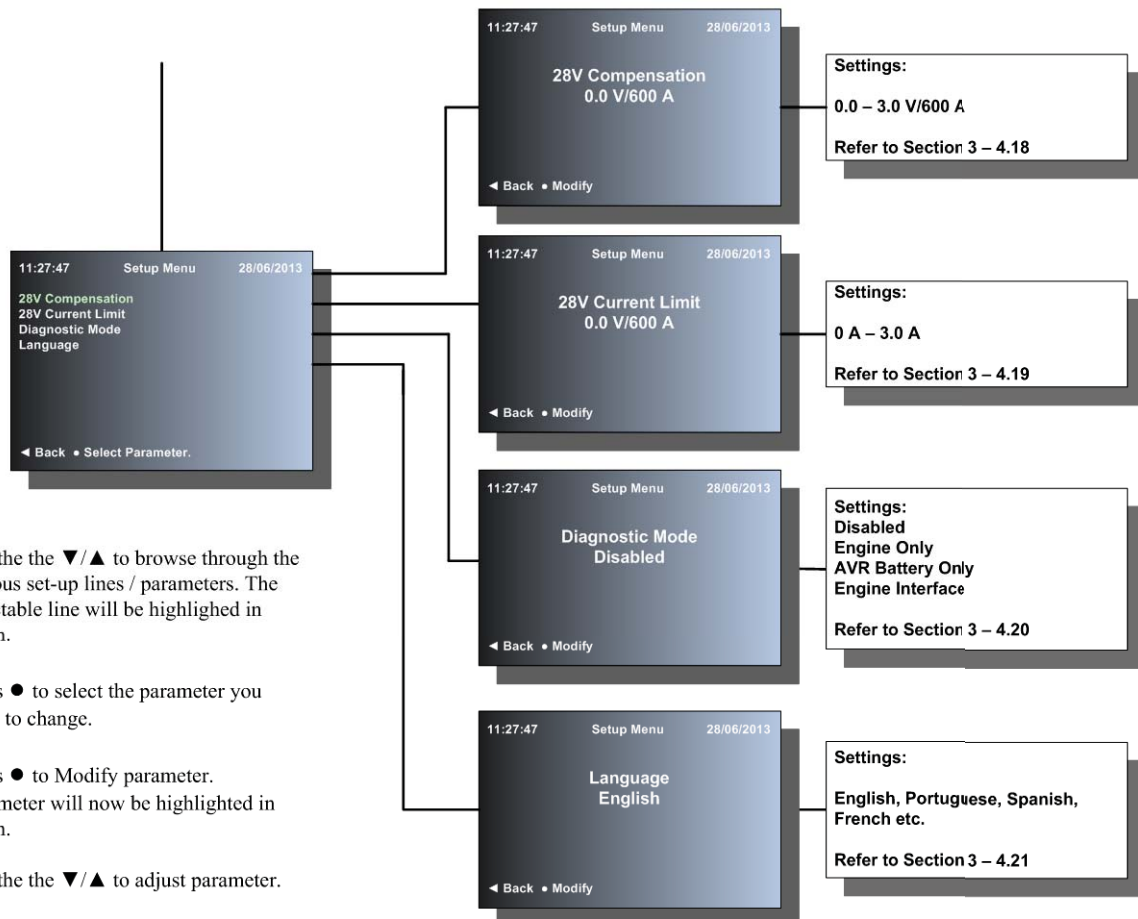 11:27:47 Setup Menu 28/06/2013
28V Compensation
28V Current Limit
Diagnostic Mode
Language
◄ Back ● Select Parameter.
11:27:47 Setup Menu 28/06/2013
28V Compensation
0.0 V/600 A
◄ Back ● Modify
Settings:
0.0 – 3.0 V/600 A
Refer to Section 3 – 4.18
11:27:47 Setup Menu 28/06/2013
28V Current Limit
0.0 V/600 A
◄ Back ● Modify
Settings:
0 A – 3.0 A
Refer to Section 3 – 4.19
11:27:47 Setup Menu 28/06/2013
Diagnostic Mode
Disabled
◄ Back ● Modify
Settings:
Disabled
Engine Only
AVR Battery Only
Engine Interface
Refer to Section 3 – 4.20
11:27:47 Setup Menu 28/06/2013
Language
English
◄ Back ● Modify
Settings:
English, Portuguese, Spanish,
French etc.
Refer to Section 3 – 4.21
the the ▼/▲ to browse through the
ous set-up lines / parameters. The
table line will be highlighed in
n.
s ● to select the parameter you
to change.
s ● to Modify parameter.
meter will now be highlighted in
n.
the the ▼/▲ to adjust parameter.